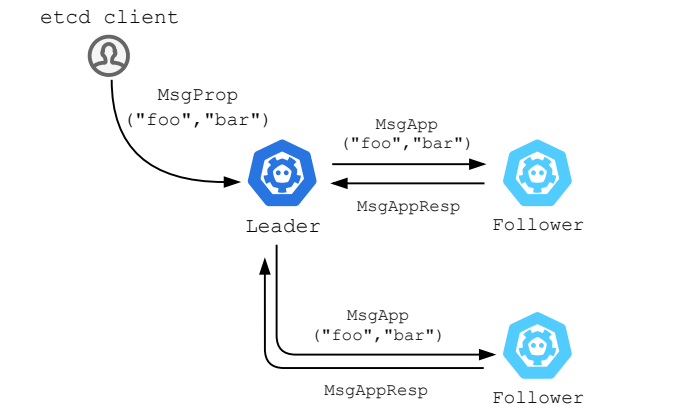 etcd client
MsgProp
("foo","bar")
MsgApp
("foo","bar")
MsgAppResp
Leader
Follower
MsgApp
("foo","bar")
MsgAppResp
Follower